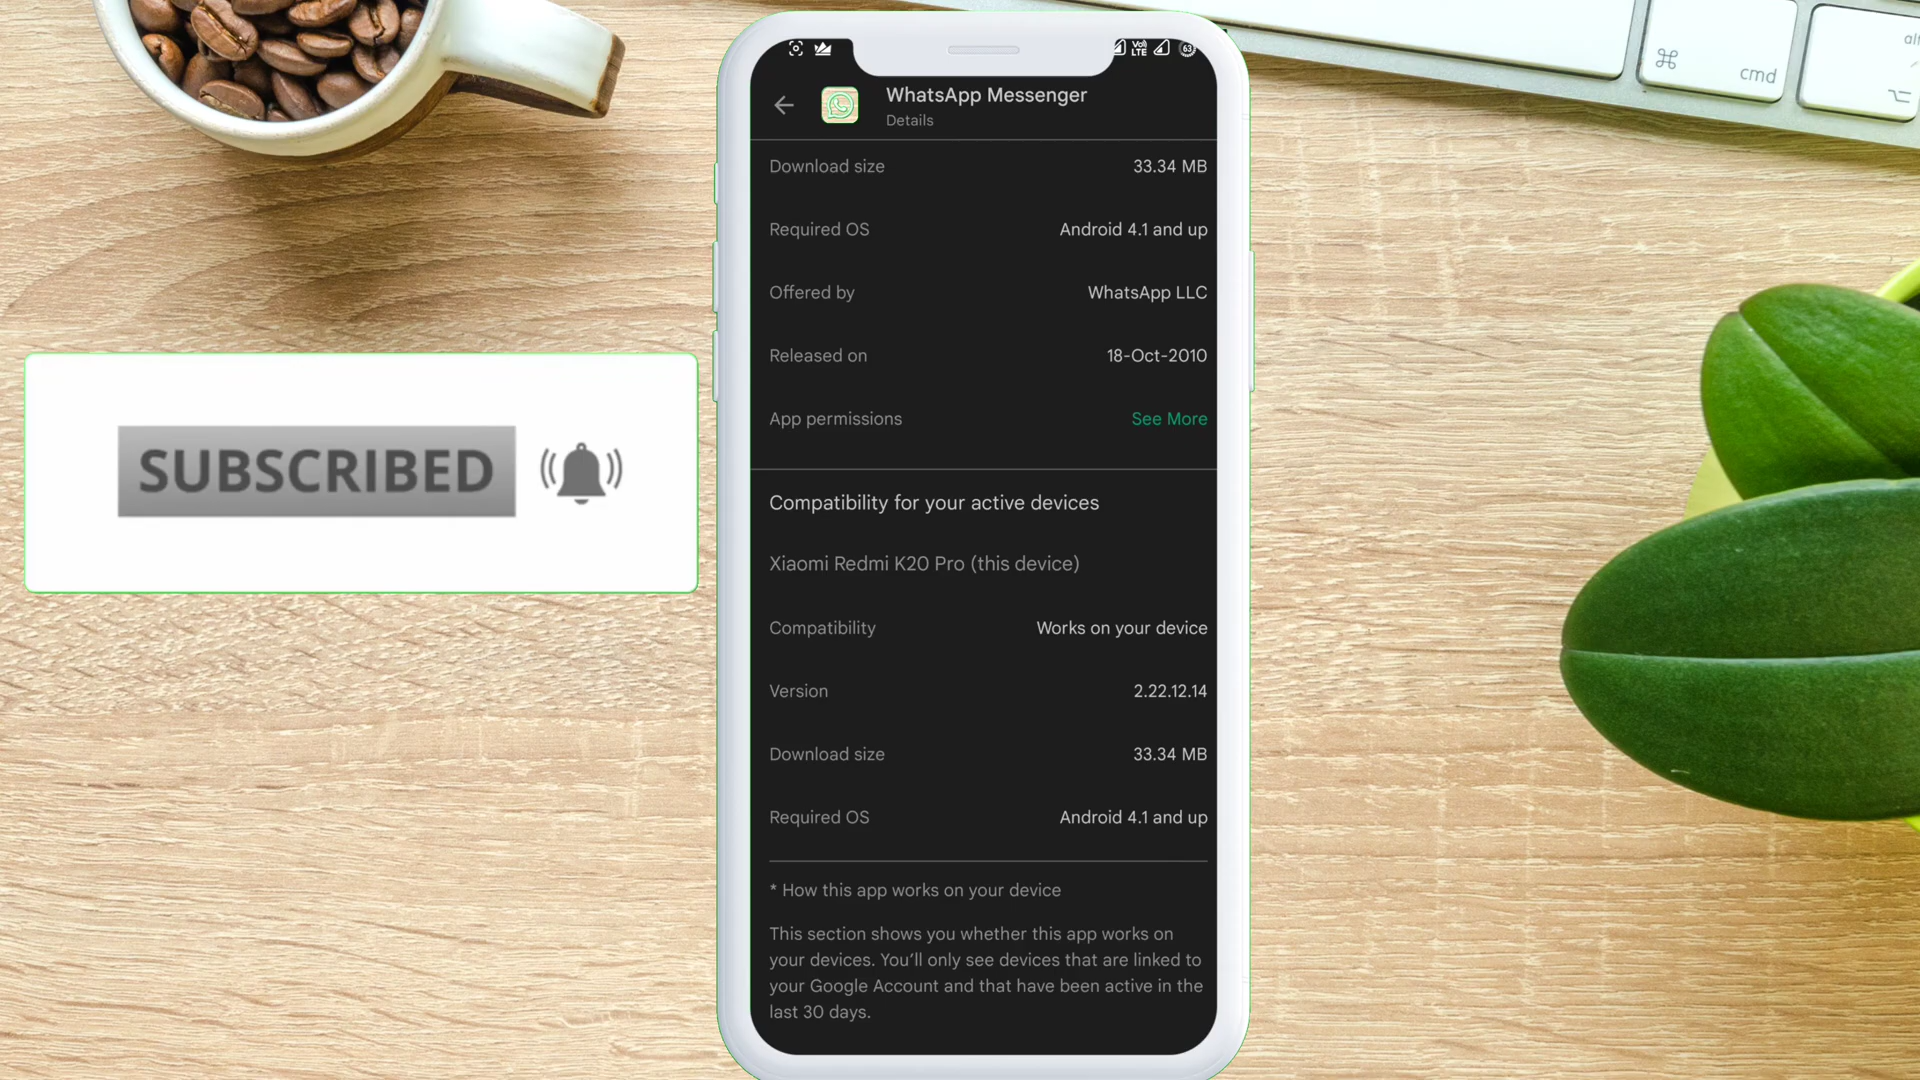 cmd
alt
VoI)
LTE
63
WhatsApp Messenger
Details
Download size 33.34 MB
Required OS Android 4.1 and up
Offered by WhatsApp LLC
Released on 18-Oct-2010
App permissions See More
SUBSCRIBED
Compatibility for your active devices
Xiaomi Redmi K20 Pro (this device)
Compatibility Works on your device
Version 2.22.12.14
Download size 33.34 MB
Required OS Android 4.1 and up
* How this app works on your device
This section shows you whether this app works on
your devices. You’ll only see devices that are linked to
your Google Account and that have been active in the
last 30 days.